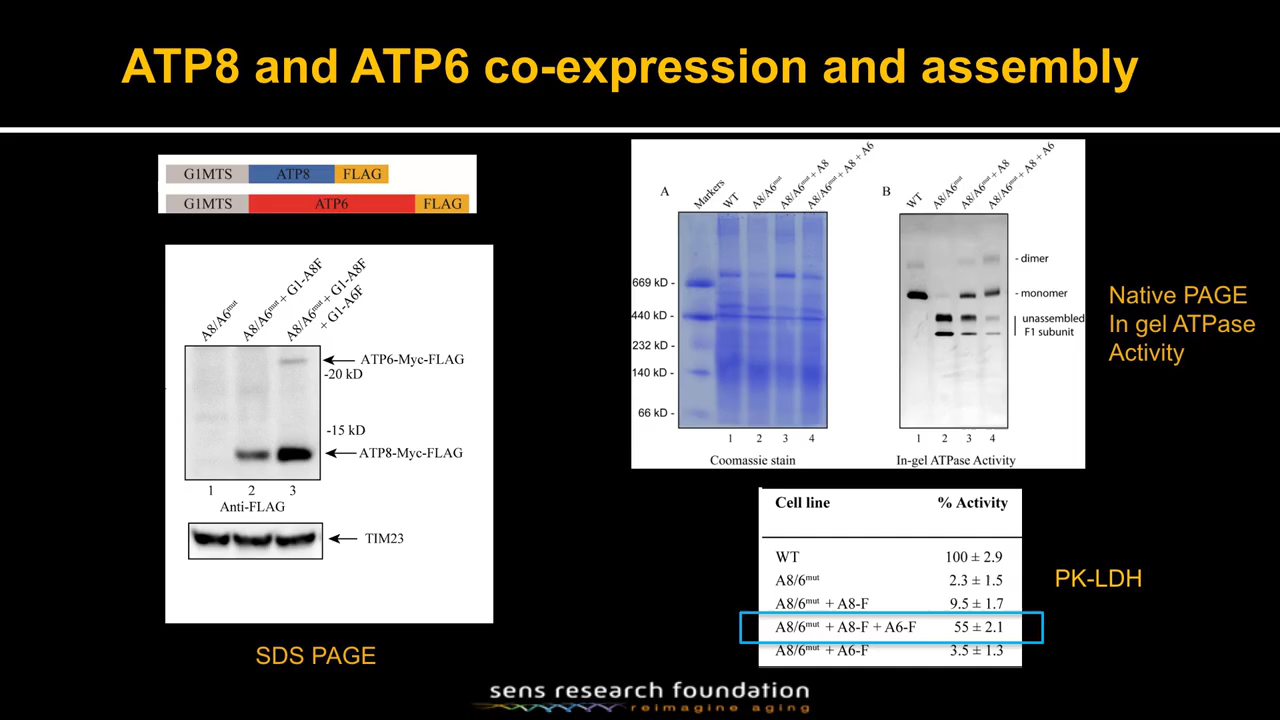 ATP8 and ATP6 co-expression and assembly
G1MTS ATP8 FLAG
G1MTS ATP6 FLAG
A8/A6mut
A8/A6mut + G1-A8F
A8/A6mut + G1-A8F
+ G1-A6F
ATP6-Myc-FLAG
-20 kD
-15 kD
ATP8-Myc-FLAG
1 2 3
Anti-FLAG
TIM23
SDS PAGE
A
Markers
WT
A8/A6mut
A8/A6mut + A8
A8/A6mut + A8 + A6
669 kD -
440 kD -
232 kD -
140 kD -
66 kD -
1 2 3 4
Coomassie stain
B
WT
A8/A6mut
A8/A6mut + A8
A8/A6mut + A8 + A6
- dimer
- monomer
unassembled
F1 subunit
1 2 3 4
In-gel ATPase Activity
Native PAGE
In gel ATPase
Activity
Cell line % Activity
WT 100 ± 2.9
A8/6mut 2.3 ± 1.5
A8/6mut + A8-F 9.5 ± 1.7
A8/6mut + A8-F + A6-F 55 ± 2.1
A8/6mut + A6-F 3.5 ± 1.3
PK-LDH
sens research foundation
reimagine aging